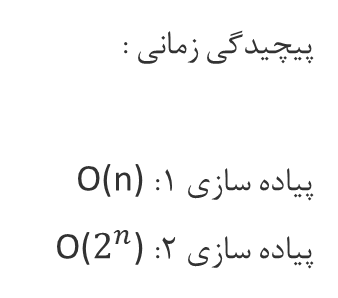 پیچیدگی زمانی :
پیاده سازی ۱: O(n)
پیاده سازی ۲: O(2ⁿ)